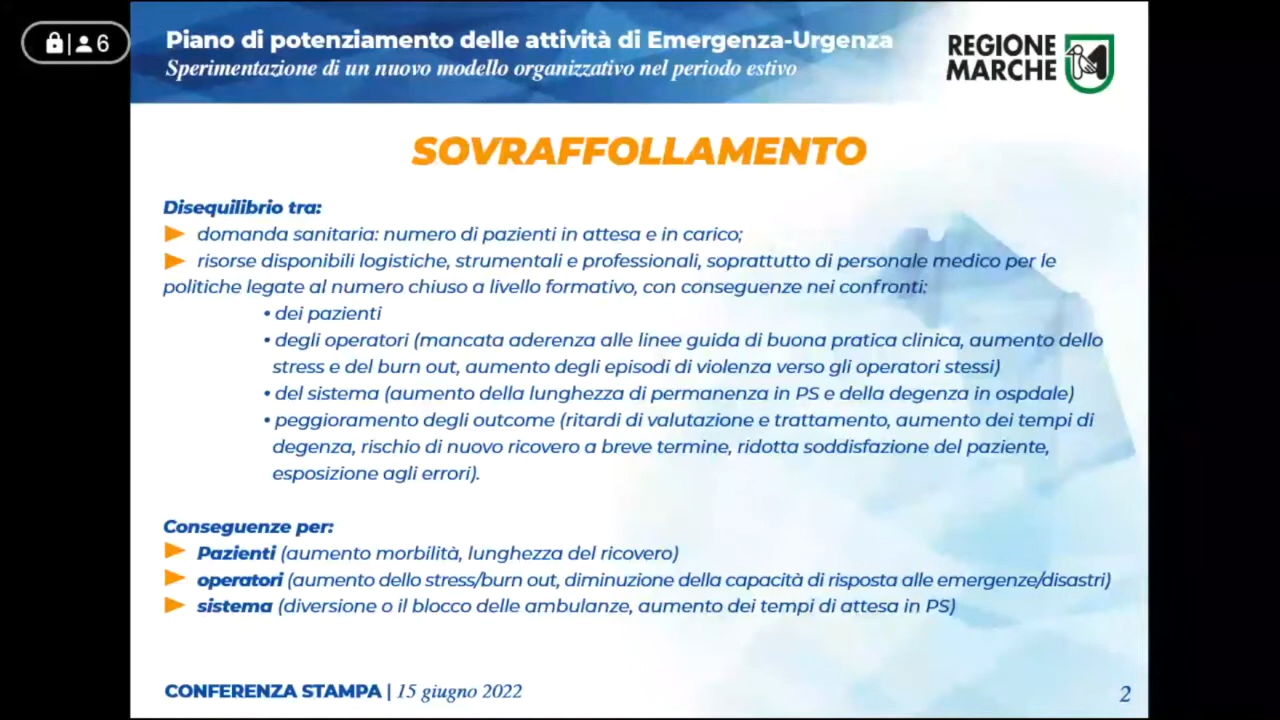 6
Piano di potenziamento delle attività di Emergenza-Urgenza
Sperimentazione di un nuovo modello organizzativo nel periodo estivo
REGIONE
MARCHE
SOVRAFFOLLAMENTO
Disequilibrio tra:
domanda sanitaria: numero di pazienti in attesa e in carico;
risorse disponibili logistiche, strumentali e professionali, soprattutto di personale medico per le
politiche legate al numero chiuso a livello formativo, con conseguenze nei confronti:
• dei pazienti
• degli operatori (mancata aderenza alle linee guida di buona pratica clinica, aumento dello
stress e del burn out, aumento degli episodi di violenza verso gli operatori stessi)
• del sistema (aumento della lunghezza di permanenza in PS e della degenza in ospdale)
• peggioramento degli outcome (ritardi di valutazione e trattamento, aumento dei tempi di
degenza, rischio di nuovo ricovero a breve termine, ridotta soddisfazione del paziente,
esposizione agli errori).
Conseguenze per:
Pazienti (aumento morbilità, lunghezza del ricovero)
operatori (aumento dello stress/burn out, diminuzione della capacità di risposta alle emergenze/disastri)
sistema (diversione o il blocco delle ambulanze, aumento dei tempi di attesa in PS)
CONFERENZA STAMPA | 15 giugno 2022
2